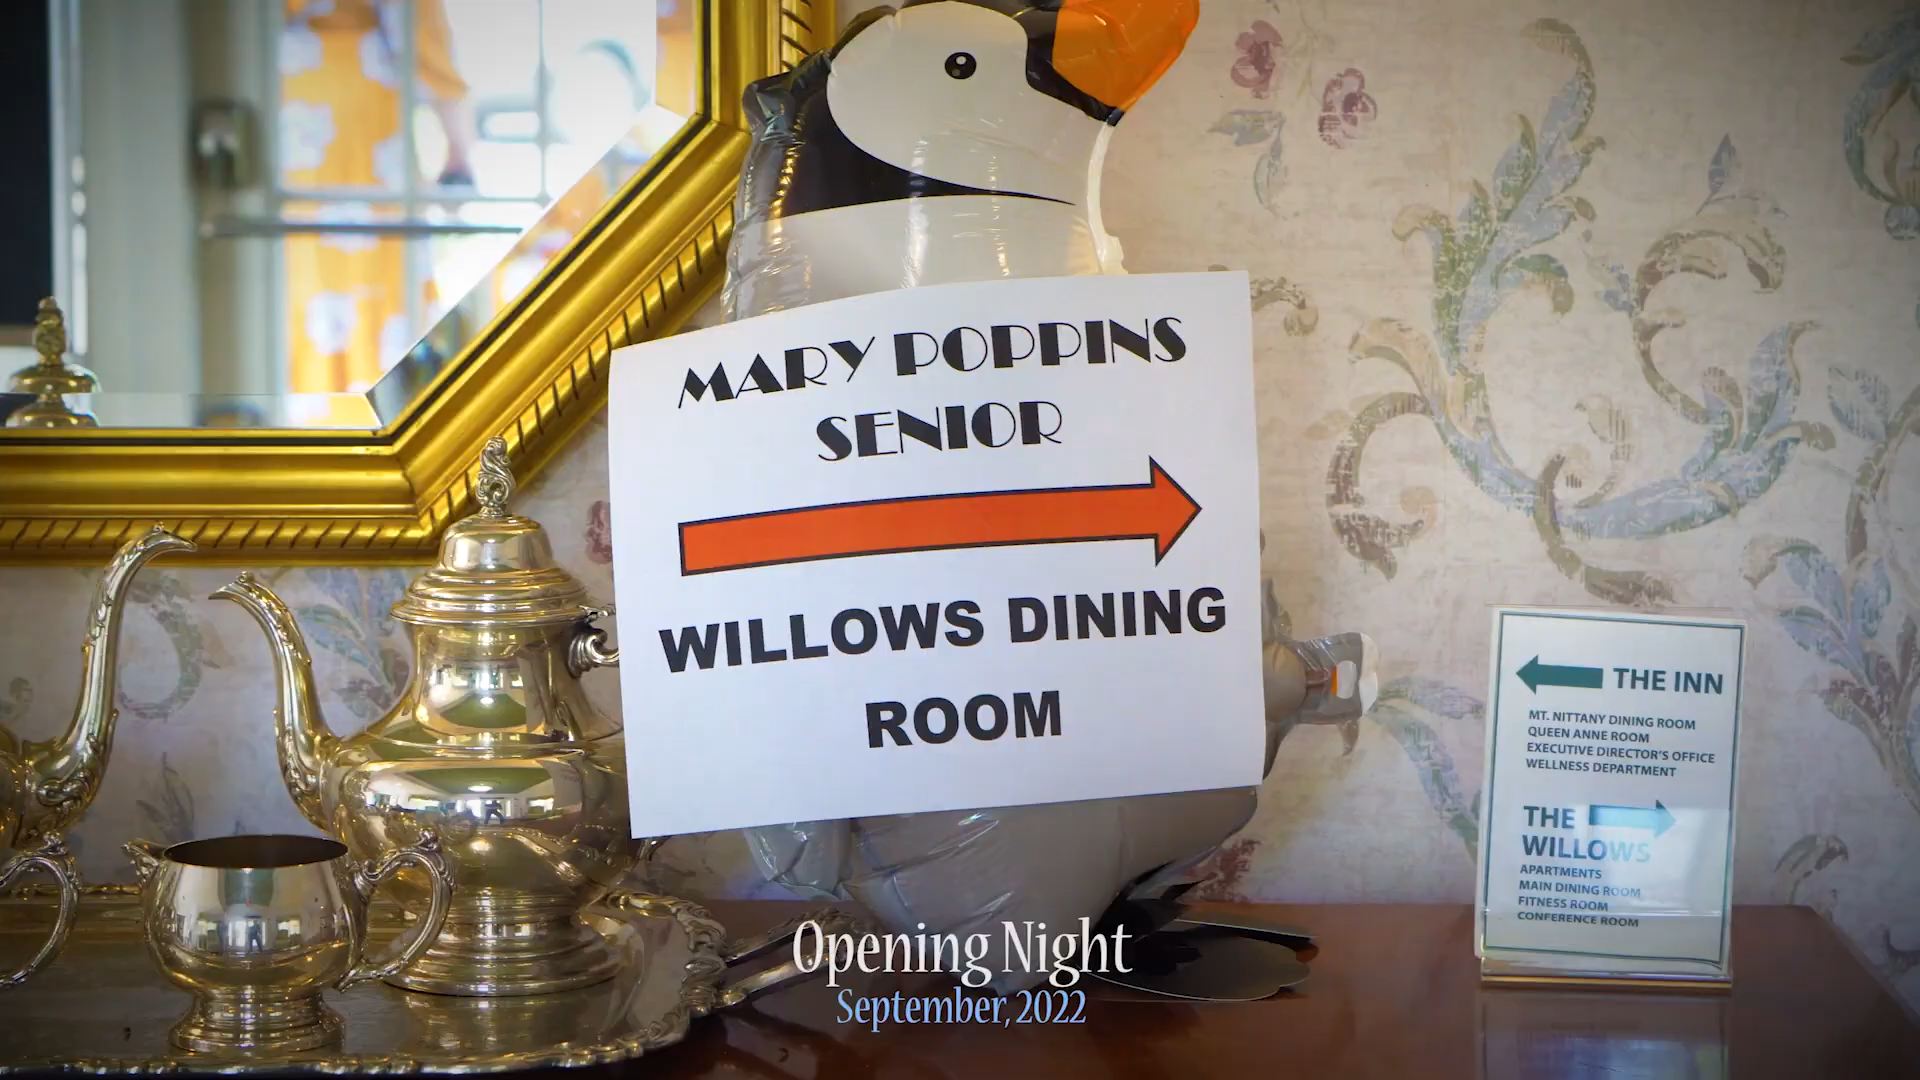 MARY POPPINS
SENIOR
WILLOWS DINING
ROOM
THE INN
MT. NITTANY DINING ROOM
QUEEN ANNE ROOM
EXECUTIVE DIRECTOR'S OFFICE
WELLNESS DEPARTMENT
THE
WILLOWS
APARTMENTS
MAIN DINING ROOM
FITNESS ROOM
CONFERENCE ROOM
Opening Night
September, 2022